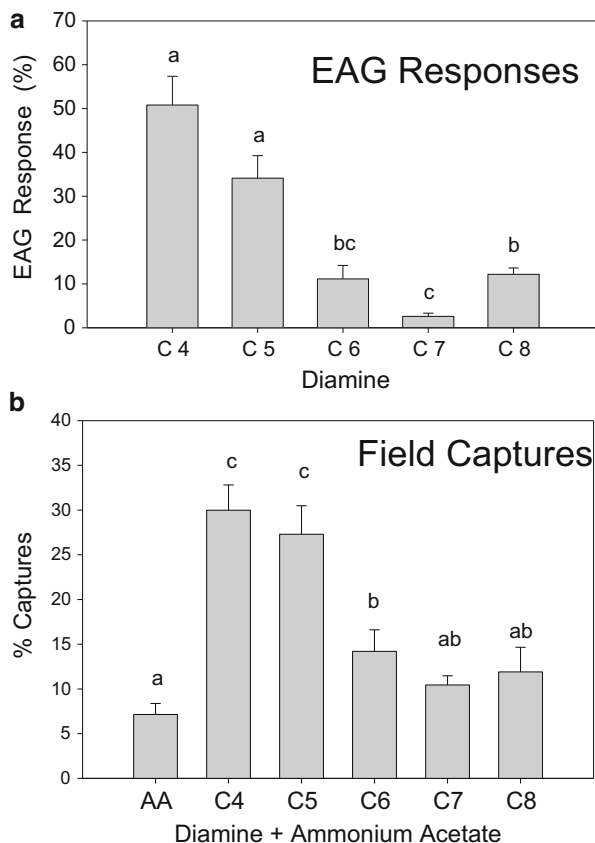 a
EAG Responses
EAG Response (%)
70
60
50
40
30
20
10
0
a
a
bc
c
b
C 4 C 5 C 6 C 7 C 8
Diamine
b
Field Captures
% Captures
40
35
30
25
20
15
10
5
0
a
c
c
b
ab
ab
AA C4 C5 C6 C7 C8
Diamine + Ammonium Acetate